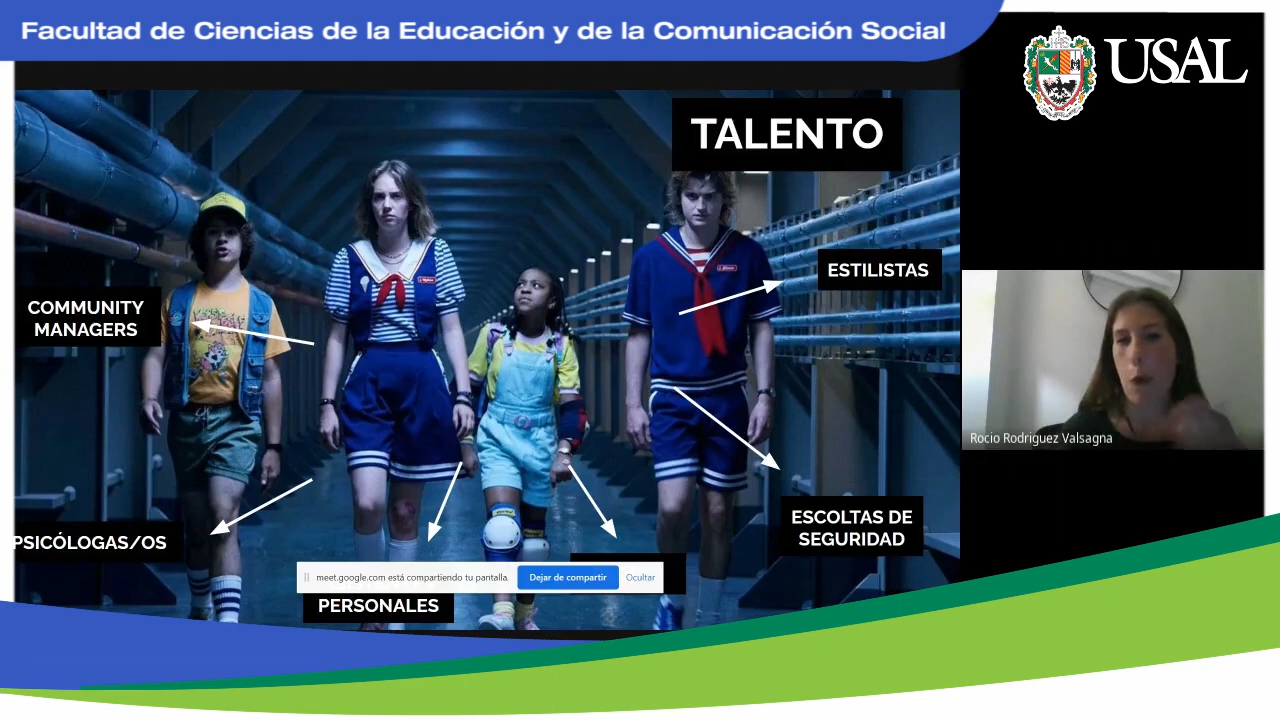 Facultad de Ciencias de la Educación y de la Comunicación Social
USAL
TALENTO
ESTILISTAS
COMMUNITY
MANAGERS
Rocio Rodriguez Valsagna
ESCOLTAS DE
SEGURIDAD
PSICÓLOGAS/OS
meet.google.com está compartiendo tu pantalla.
Dejar de compartir
Ocultar
PERSONALES